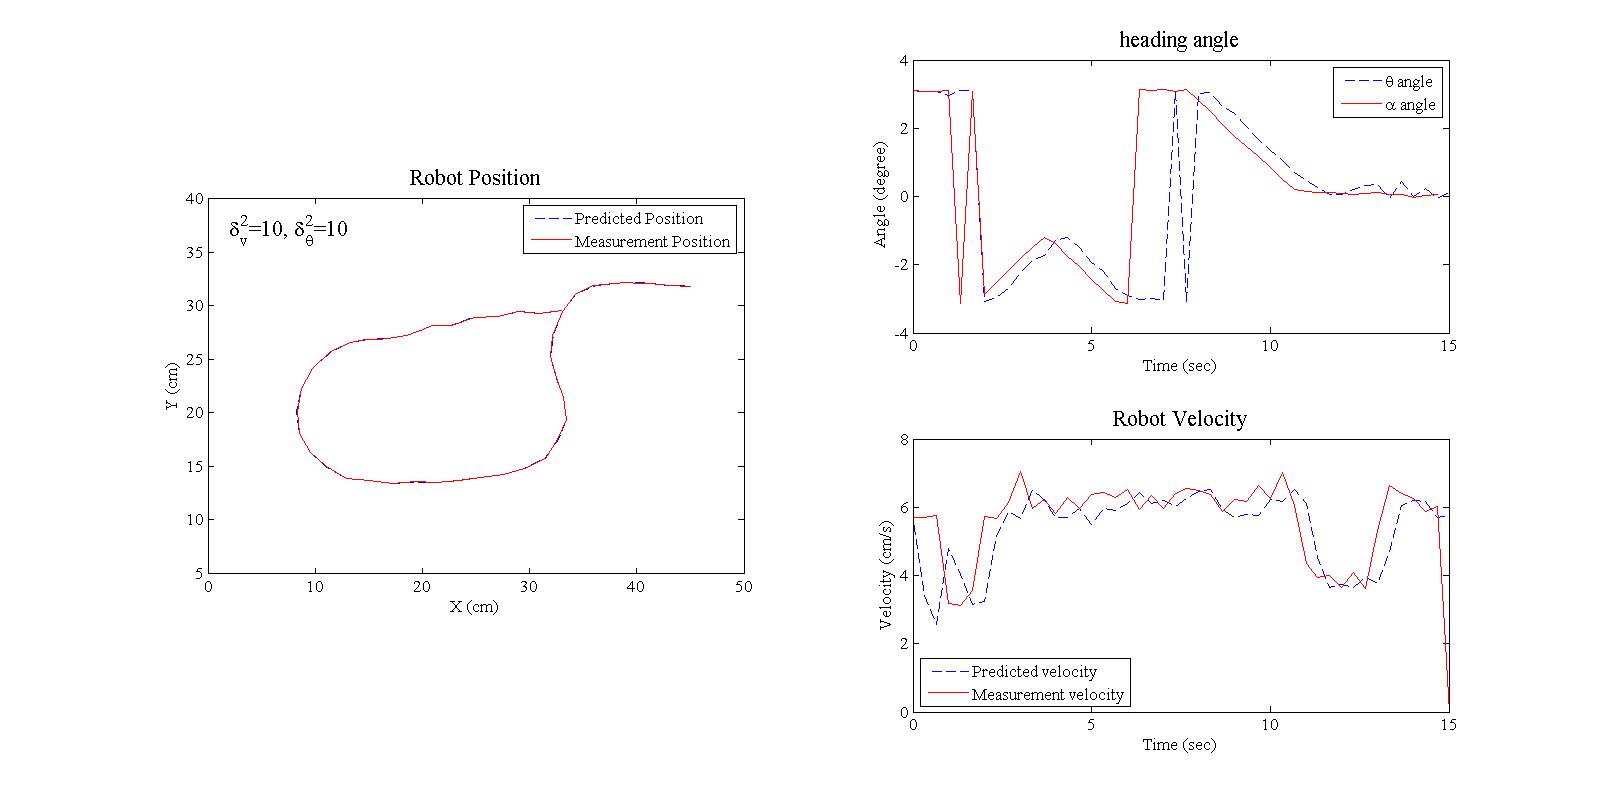 Robot Position
δ²v=10, δ²θ=10
Predicted Position
Measurement Position
40
35
30
25
20
15
10
5
Y (cm)
0
10
20
30
40
50
X (cm)
heading angle
θ angle
α angle
4
2
0
-2
-4
Angle (degree)
0
5
10
15
Time (sec)
Robot Velocity
8
6
4
2
0
Velocity (cm/s)
Predicted velocity
Measurement velocity
0
5
10
15
Time (sec)